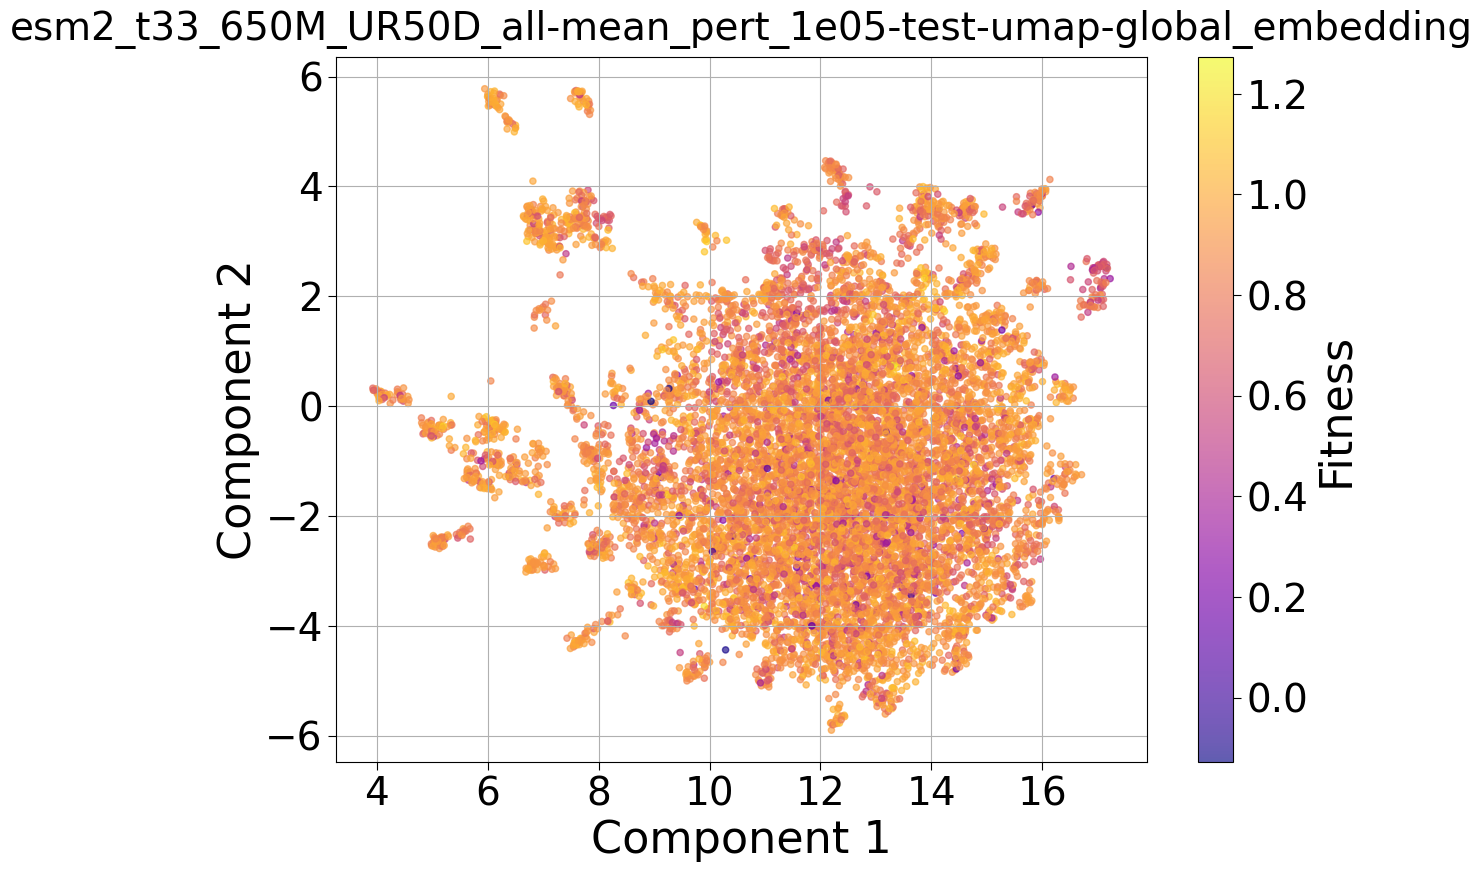 esm2_t33_650M_UR50D_all-mean_pert_1e05-test-umap-global_embedding
6
4
2
0
−2
−4
−6
Component 2
4 6 8 10 12 14 16
Component 1
1.2
1.0
0.8
0.6
0.4
0.2
0.0
Fitness